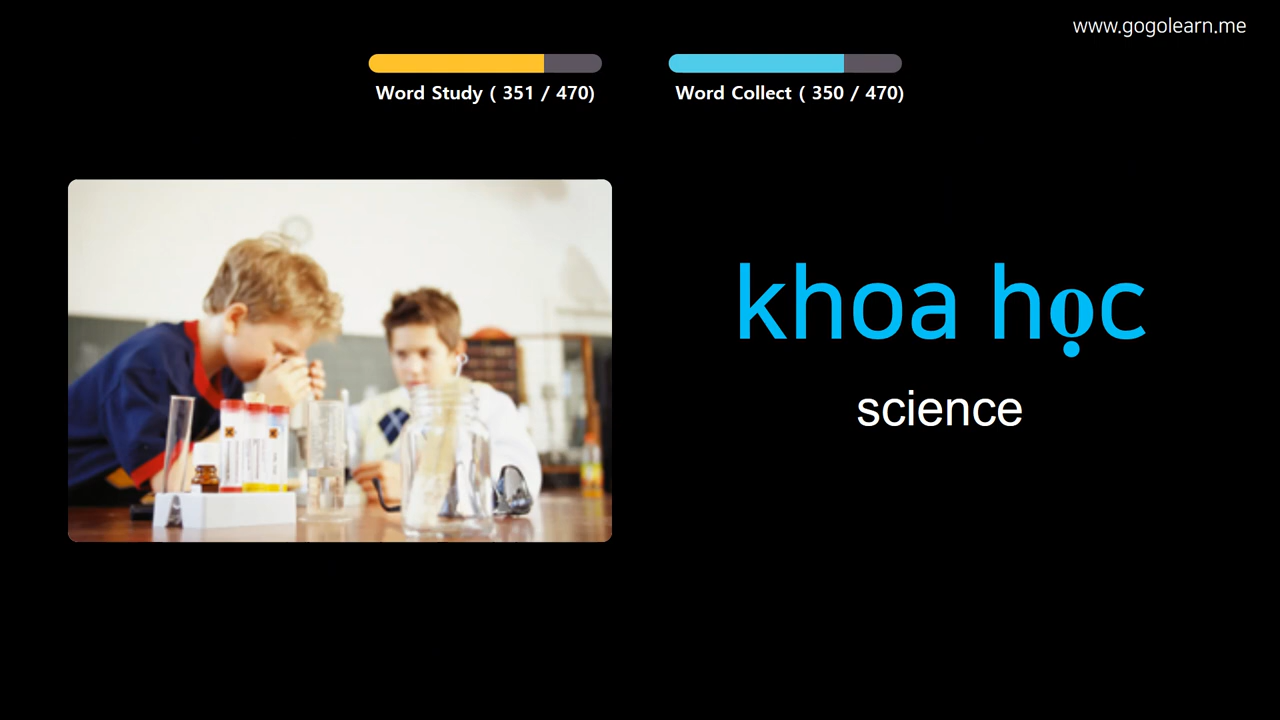 www.gogolearn.me
Word Study ( 351 / 470)
Word Collect ( 350 / 470)
khoa học
science